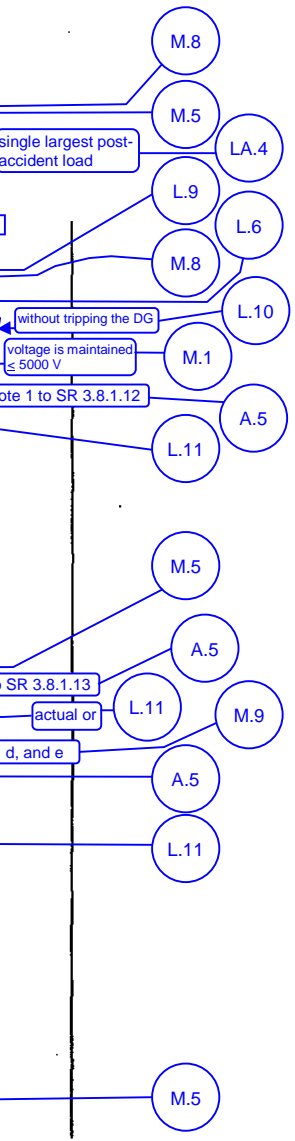 M.8
M.5
single largest post-
accident load
LA.4
L.9
L.6
M.8
L.10
without tripping the DG
voltage is maintained
≤ 5000 V
M.1
ote 1 to SR 3.8.1.12
A.5
L.11
M.5
A.5
SR 3.8.1.13
L.11
actual or
M.9
d, and e
A.5
L.11
M.5